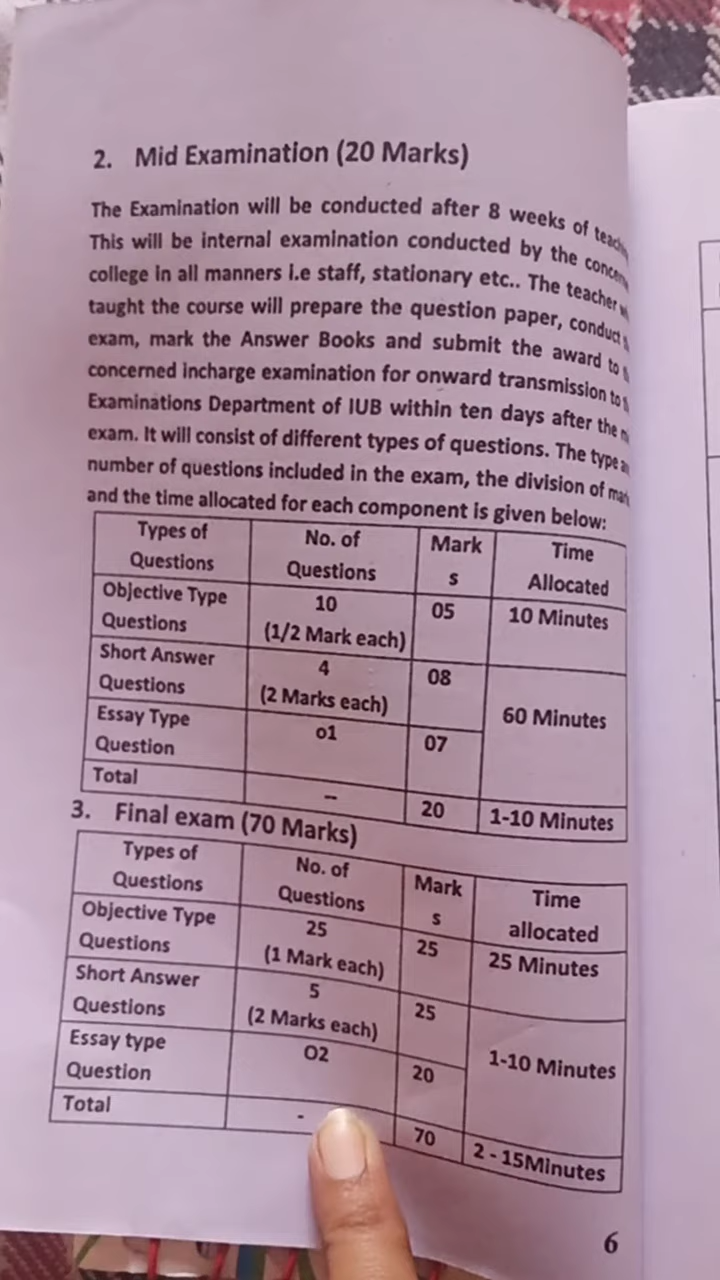 2. Mid Examination (20 Marks)
The Examination will be conducted after 8 weeks of
This will be internal examination conducted by the
college in all manners i.e staff, stationary etc.. The teacher
taught the course will prepare the question paper, conduct
exam, mark the Answer Books and submit the award to
concerned incharge examination for onward transmission to
Examinations Department of IUB within ten days after the
exam. It will consist of different types of questions. The type
number of questions included in the exam, the division of
and the time allocated for each component is given below:
Types of Questions No. of Questions Mark s Time Allocated
Objective Type Questions 10 (1/2 Mark each) 05 10 Minutes
Short Answer Questions 4 (2 Marks each) 08 60 Minutes
Essay Type Question o1 07
Total -- 20 1-10 Minutes
3. Final exam (70 Marks)
Types of Questions No. of Questions Mark s Time allocated
Objective Type Questions 25 (1 Mark each) 25 25 Minutes
Short Answer Questions 5 (2 Marks each) 25 1-10 Minutes
Essay type Question O2 20
Total - 70 2 - 15Minutes
6